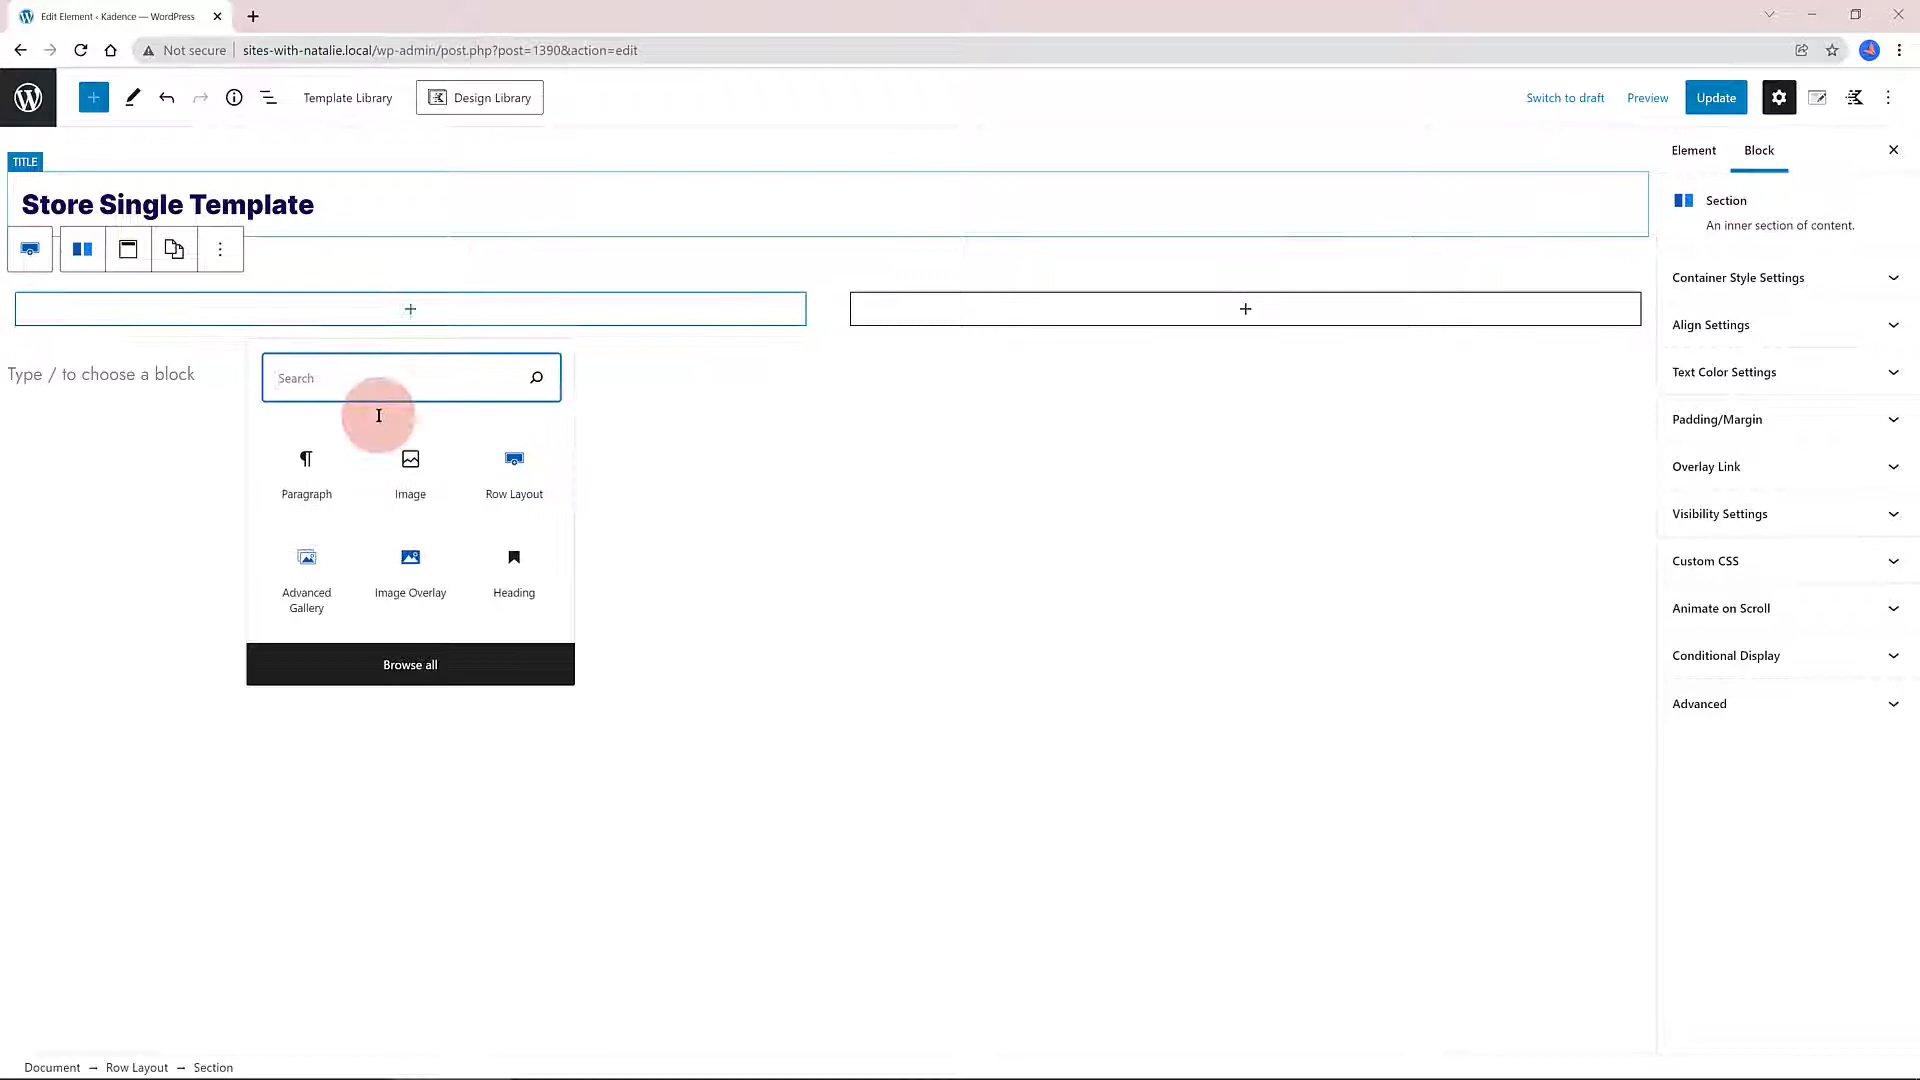 Edit Element ‹ Kadence — WordPress
Not secure
sites-with-natalie.local/wp-admin/post.php?post=1390&action=edit
Template Library
Design Library
Switch to draft
Preview
Update
TITLE
Store Single Template
Element
Block
Section
An inner section of content.
Container Style Settings
Align Settings
Text Color Settings
Padding/Margin
Overlay Link
Visibility Settings
Custom CSS
Animate on Scroll
Conditional Display
Advanced
Type / to choose a block
Search
Paragraph
Image
Row Layout
Advanced
Gallery
Image Overlay
Heading
Browse all
Document → Row Layout → Section